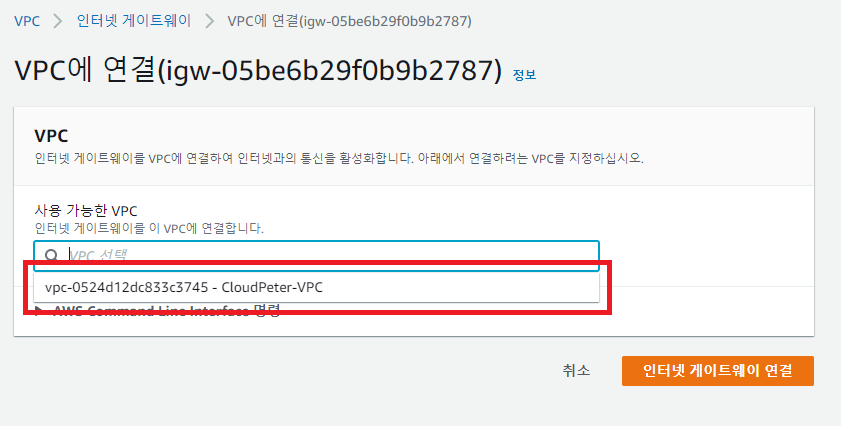 VPC > 인터넷 게이트웨이 > VPC에 연결(igw-05be6b29f0b9b2787)
VPC에 연결(igw-05be6b29f0b9b2787) 정보
VPC
인터넷 게이트웨이를 VPC에 연결하여 인터넷과의 통신을 활성화합니다. 아래에서 연결하려는 VPC를 지정하십시오.
사용 가능한 VPC
인터넷 게이트웨이를 이 VPC에 연결합니다.
VPC 선택
vpc-0524d12dc833c3745 - CloudPeter-VPC
AWS Command Line Interface 명령
취소
인터넷 게이트웨이 연결